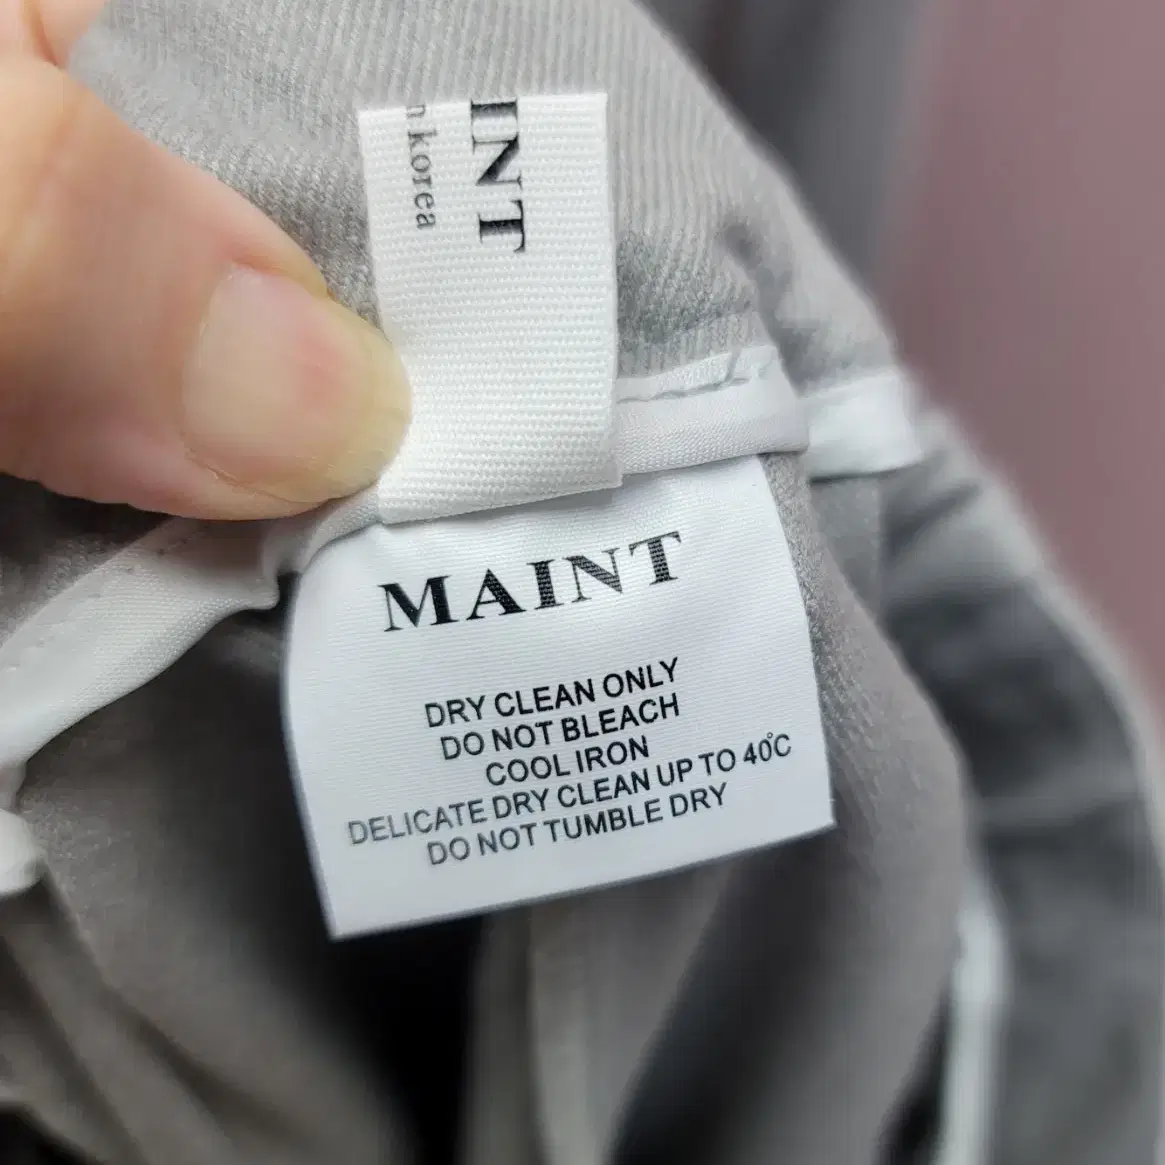 INT
n korea
MAINT
DRY CLEAN ONLY
DO NOT BLEACH
COOL IRON
DELICATE DRY CLEAN UP TO 40°C
DO NOT TUMBLE DRY